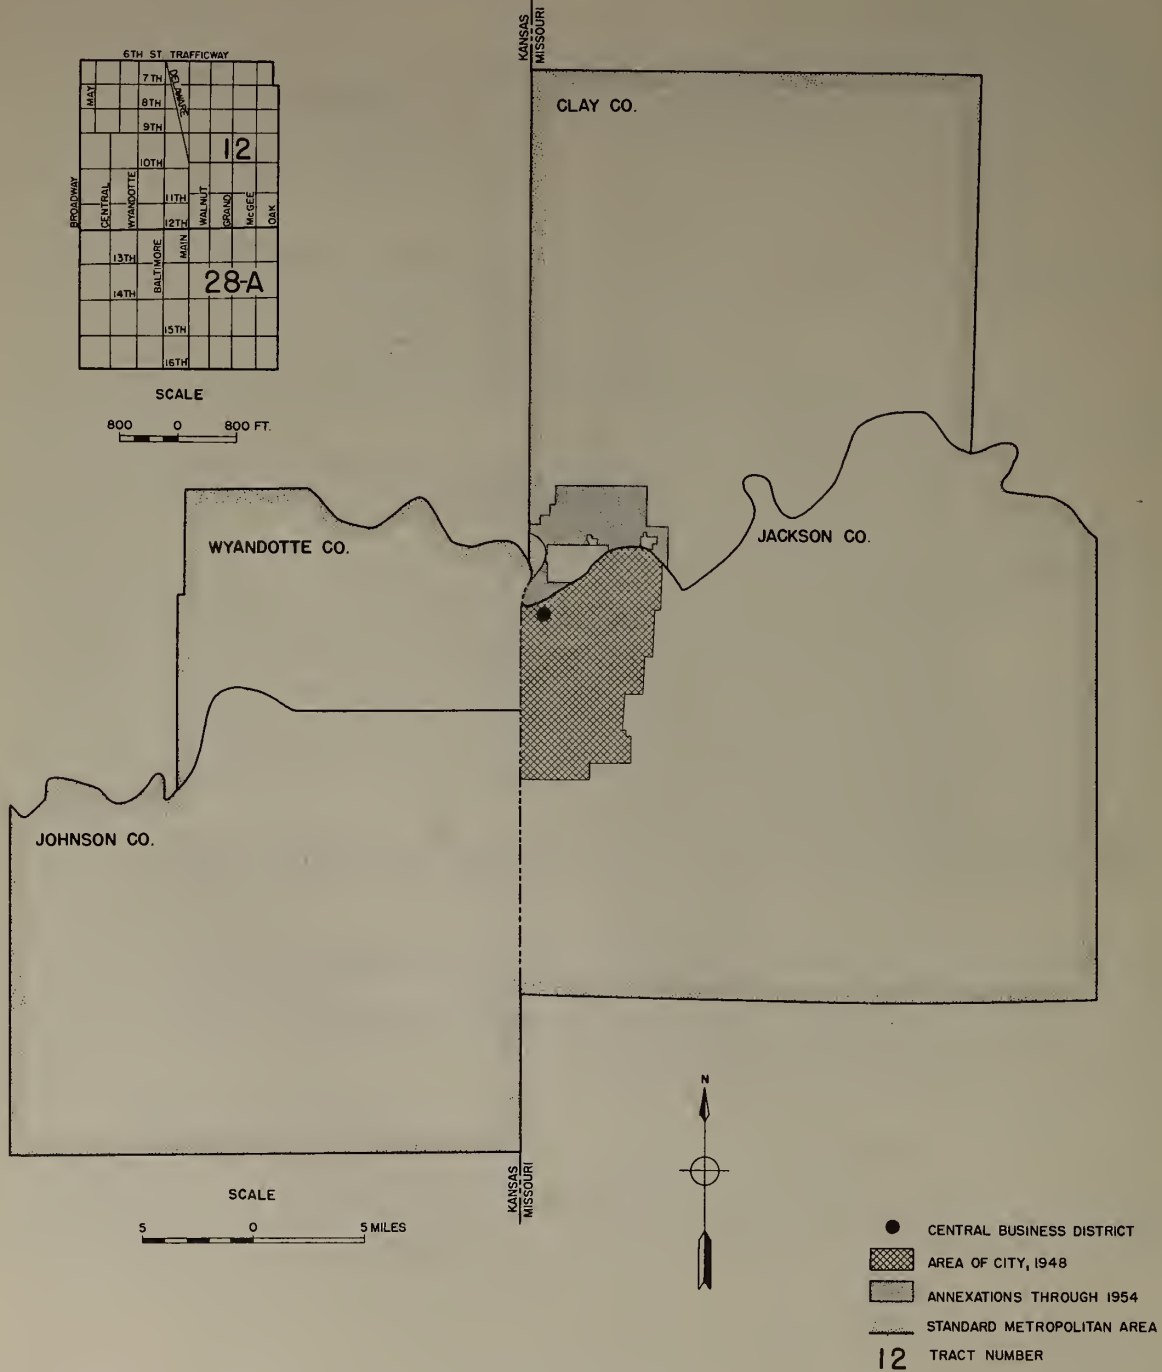 KANSAS
MISSOURI
6TH ST. TRAFFICWAY
7TH
DELAWARE
MAY
8TH
9TH
12
10TH
BROADWAY
CENTRAL
WYANDOTTE
11TH
WALNUT
GRAND
McGEE
OAK
12TH
13TH
BALTIMORE
MAIN
28-A
14TH
15TH
16TH
SCALE
800 0 800 FT.
CLAY CO.
WYANDOTTE CO.
JACKSON CO.
JOHNSON CO.
SCALE
5 0 5 MILES
KANSAS
MISSOURI
N
CENTRAL BUSINESS DISTRICT
AREA OF CITY, 1948
ANNEXATIONS THROUGH 1954
STANDARD METROPOLITAN AREA
12 TRACT NUMBER